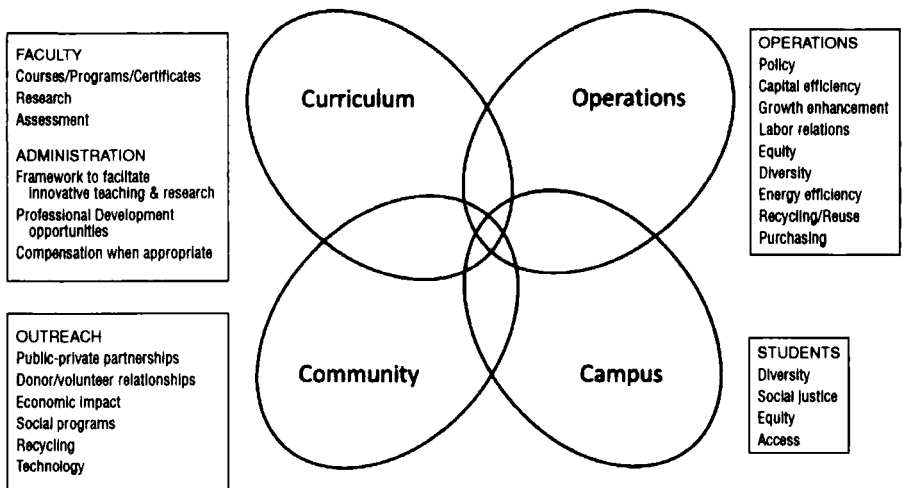 FACULTY
Courses/Programs/Certificates
Research
Assessment
ADMINISTRATION
Framework to faciltate
innovative teaching & research
Professional Development
opportunities
Compensation when appropriate
OUTREACH
Public-private partnerships
Donor/volunteer relationships
Economic impact
Social programs
Recycling
Technology
Curriculum
Operations
Community
Campus
OPERATIONS
Policy
Capital efficiency
Growth enhancement
Labor relations
Equity
Diversity
Energy efficiency
Recycling/Reuse
Purchasing
STUDENTS
Diversity
Social justice
Equity
Access